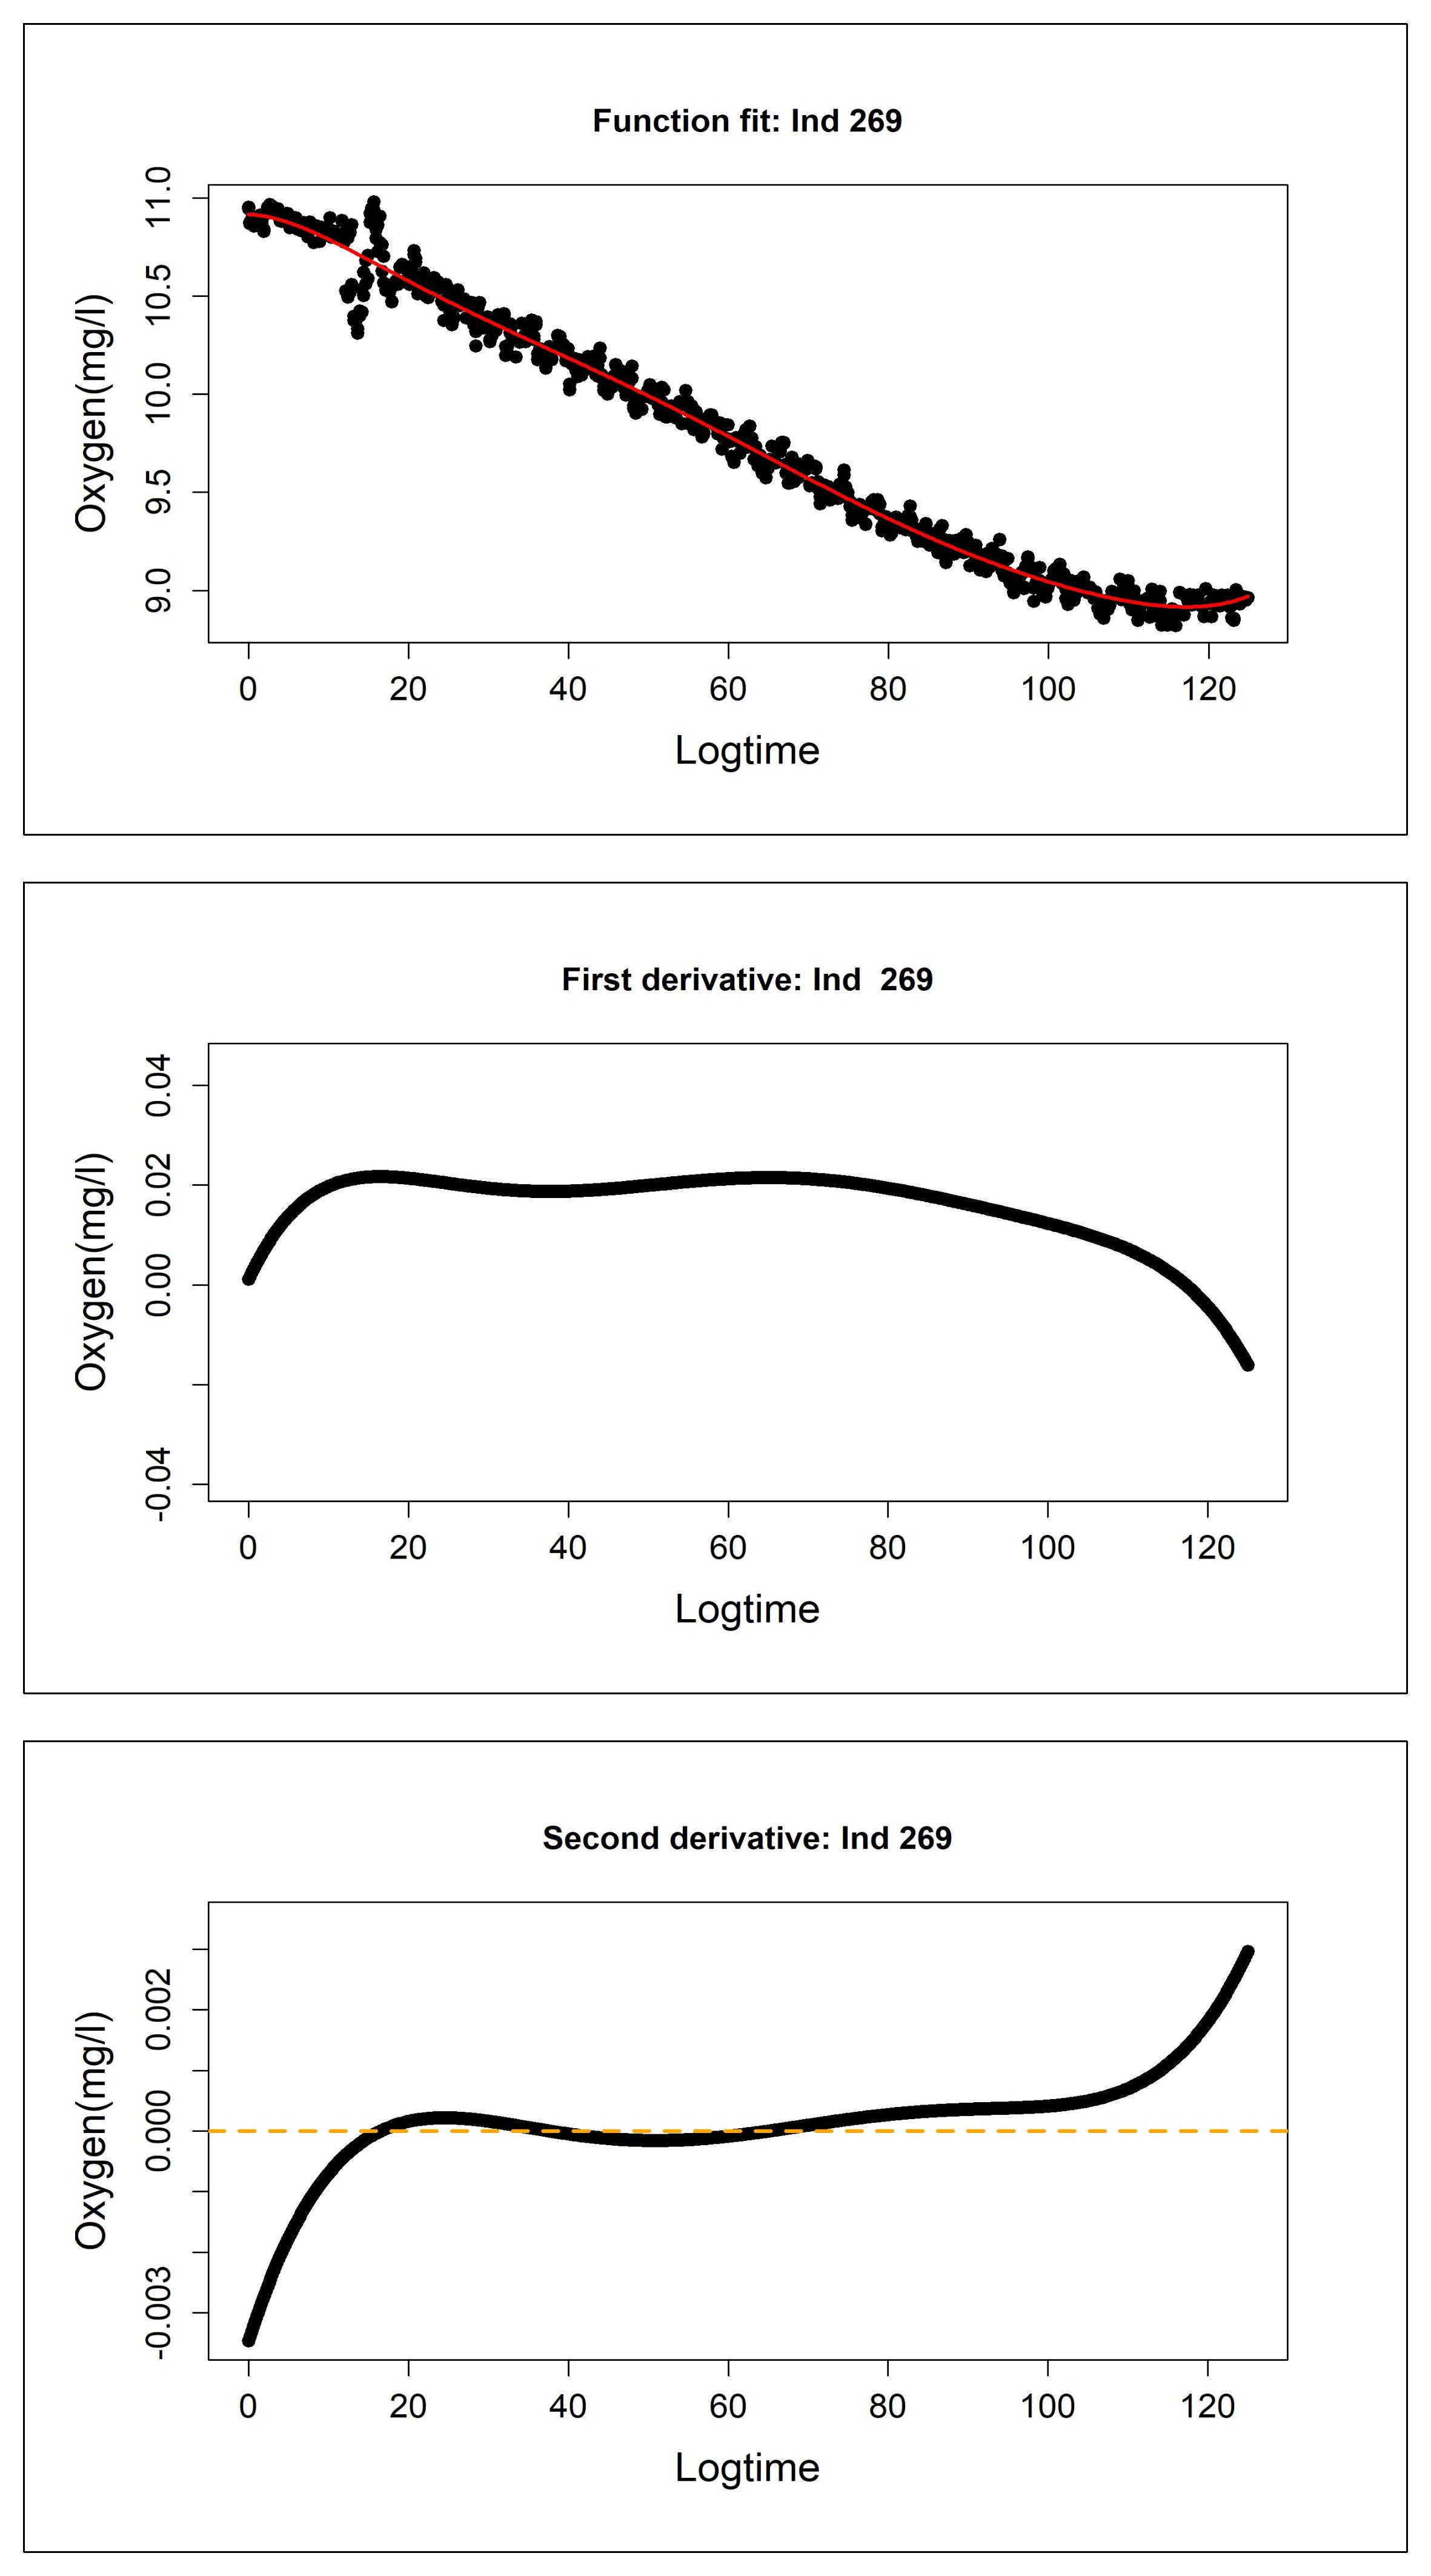 Function fit: Ind 269
11.0
10.5
10.0
9.5
9.0
Oxygen(mg/l)
0 20 40 60 80 100 120
Logtime
First derivative: Ind  269
0.04
0.02
0.00
-0.04
Oxygen(mg/l)
0 20 40 60 80 100 120
Logtime
Second derivative: Ind 269
0.002
0.000
-0.003
Oxygen(mg/l)
0 20 40 60 80 100 120
Logtime